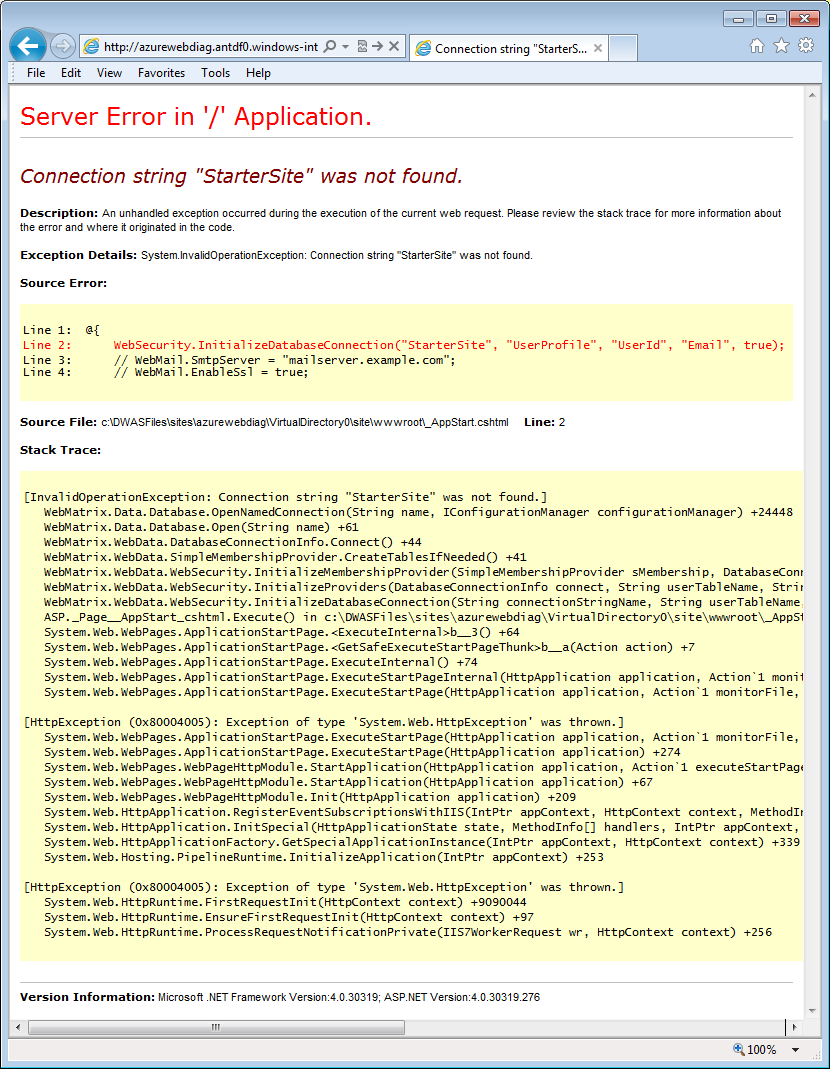 http://azurewebdiag.antdf0.windows-int
Connection string "StarterS...
File Edit View Favorites Tools Help
Server Error in '/' Application.
Connection string "StarterSite" was not found.
Description: An unhandled exception occurred during the execution of the current web request. Please review the stack trace for more information about
the error and where it originated in the code.
Exception Details: System.InvalidOperationException: Connection string "StarterSite" was not found.
Source Error:
Line 1:  @{
Line 2:      WebSecurity.InitializeDatabaseConnection("StarterSite", "UserProfile", "UserId", "Email", true);
Line 3:      // WebMail.SmtpServer = "mailserver.example.com";
Line 4:      // WebMail.EnableSsl = true;
Source File: c:\DWASFiles\sites\azurewebdiag\VirtualDirectory0\site\wwwroot\_AppStart.cshtml    Line: 2
Stack Trace:
[InvalidOperationException: Connection string "StarterSite" was not found.]
   WebMatrix.Data.Database.OpenNamedConnection(String name, IConfigurationManager configurationManager) +24448
   WebMatrix.Data.Database.Open(String name) +61
   WebMatrix.WebData.DatabaseConnectionInfo.Connect() +44
   WebMatrix.WebData.SimpleMembershipProvider.CreateTablesIfNeeded() +41
   WebMatrix.WebData.WebSecurity.InitializeMembershipProvider(SimpleMembershipProvider sMembership, DatabaseConn
   WebMatrix.WebData.WebSecurity.InitializeProviders(DatabaseConnectionInfo connect, String userTableName, Strin
   WebMatrix.WebData.WebSecurity.InitializeDatabaseConnection(String connectionStringName, String userTableName,
   ASP._Page__AppStart_cshtml.Execute() in c:\DWASFiles\sites\azurewebdiag\VirtualDirectory0\site\wwwroot\_AppSt
   System.Web.WebPages.ApplicationStartPage.<ExecuteInternal>b__3() +64
   System.Web.WebPages.ApplicationStartPage.<GetSafeExecuteStartPageThunk>b__a(Action action) +7
   System.Web.WebPages.ApplicationStartPage.ExecuteInternal() +74
   System.Web.WebPages.ApplicationStartPage.ExecuteStartPageInternal(HttpApplication application, Action`1 monit
   System.Web.WebPages.ApplicationStartPage.ExecuteStartPage(HttpApplication application, Action`1 monitorFile,
[HttpException (0x80004005): Exception of type 'System.Web.HttpException' was thrown.]
   System.Web.WebPages.ApplicationStartPage.ExecuteStartPage(HttpApplication application, Action`1 monitorFile,
   System.Web.WebPages.ApplicationStartPage.ExecuteStartPage(HttpApplication application) +274
   System.Web.WebPages.WebPageHttpModule.StartApplication(HttpApplication application, Action`1 executeStartPage
   System.Web.WebPages.WebPageHttpModule.StartApplication(HttpApplication application) +67
   System.Web.WebPages.WebPageHttpModule.Init(HttpApplication application) +209
   System.Web.HttpApplication.RegisterEventSubscriptionsWithIIS(IntPtr appContext, HttpContext context, MethodIn
   System.Web.HttpApplication.InitSpecial(HttpApplicationState state, MethodInfo[] handlers, IntPtr appContext,
   System.Web.HttpApplicationFactory.GetSpecialApplicationInstance(IntPtr appContext, HttpContext context) +339
   System.Web.Hosting.PipelineRuntime.InitializeApplication(IntPtr appContext) +253
[HttpException (0x80004005): Exception of type 'System.Web.HttpException' was thrown.]
   System.Web.HttpRuntime.FirstRequestInit(HttpContext context) +9090044
   System.Web.HttpRuntime.EnsureFirstRequestInit(HttpContext context) +97
   System.Web.HttpRuntime.ProcessRequestNotificationPrivate(IIS7WorkerRequest wr, HttpContext context) +256
Version Information: Microsoft .NET Framework Version:4.0.30319; ASP.NET Version:4.0.30319.276
100%